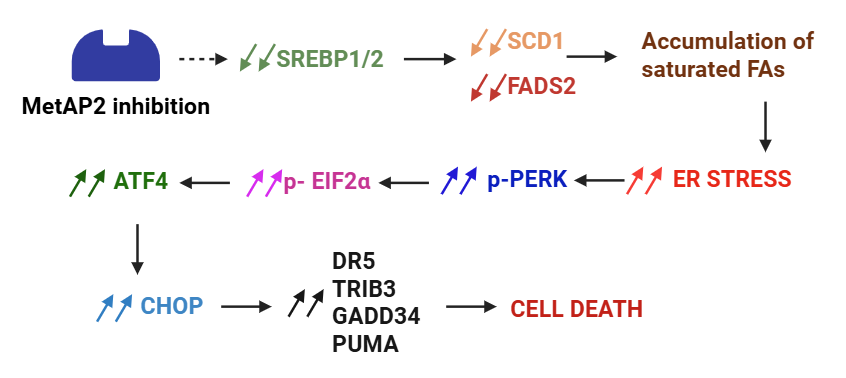 MetAP2 inhibition
SREBP1/2
SCD1
FADS2
Accumulation of
saturated FAs
ER STRESS
p-PERK
p- EIF2α
ATF4
CHOP
DR5
TRIB3
GADD34
PUMA
CELL DEATH